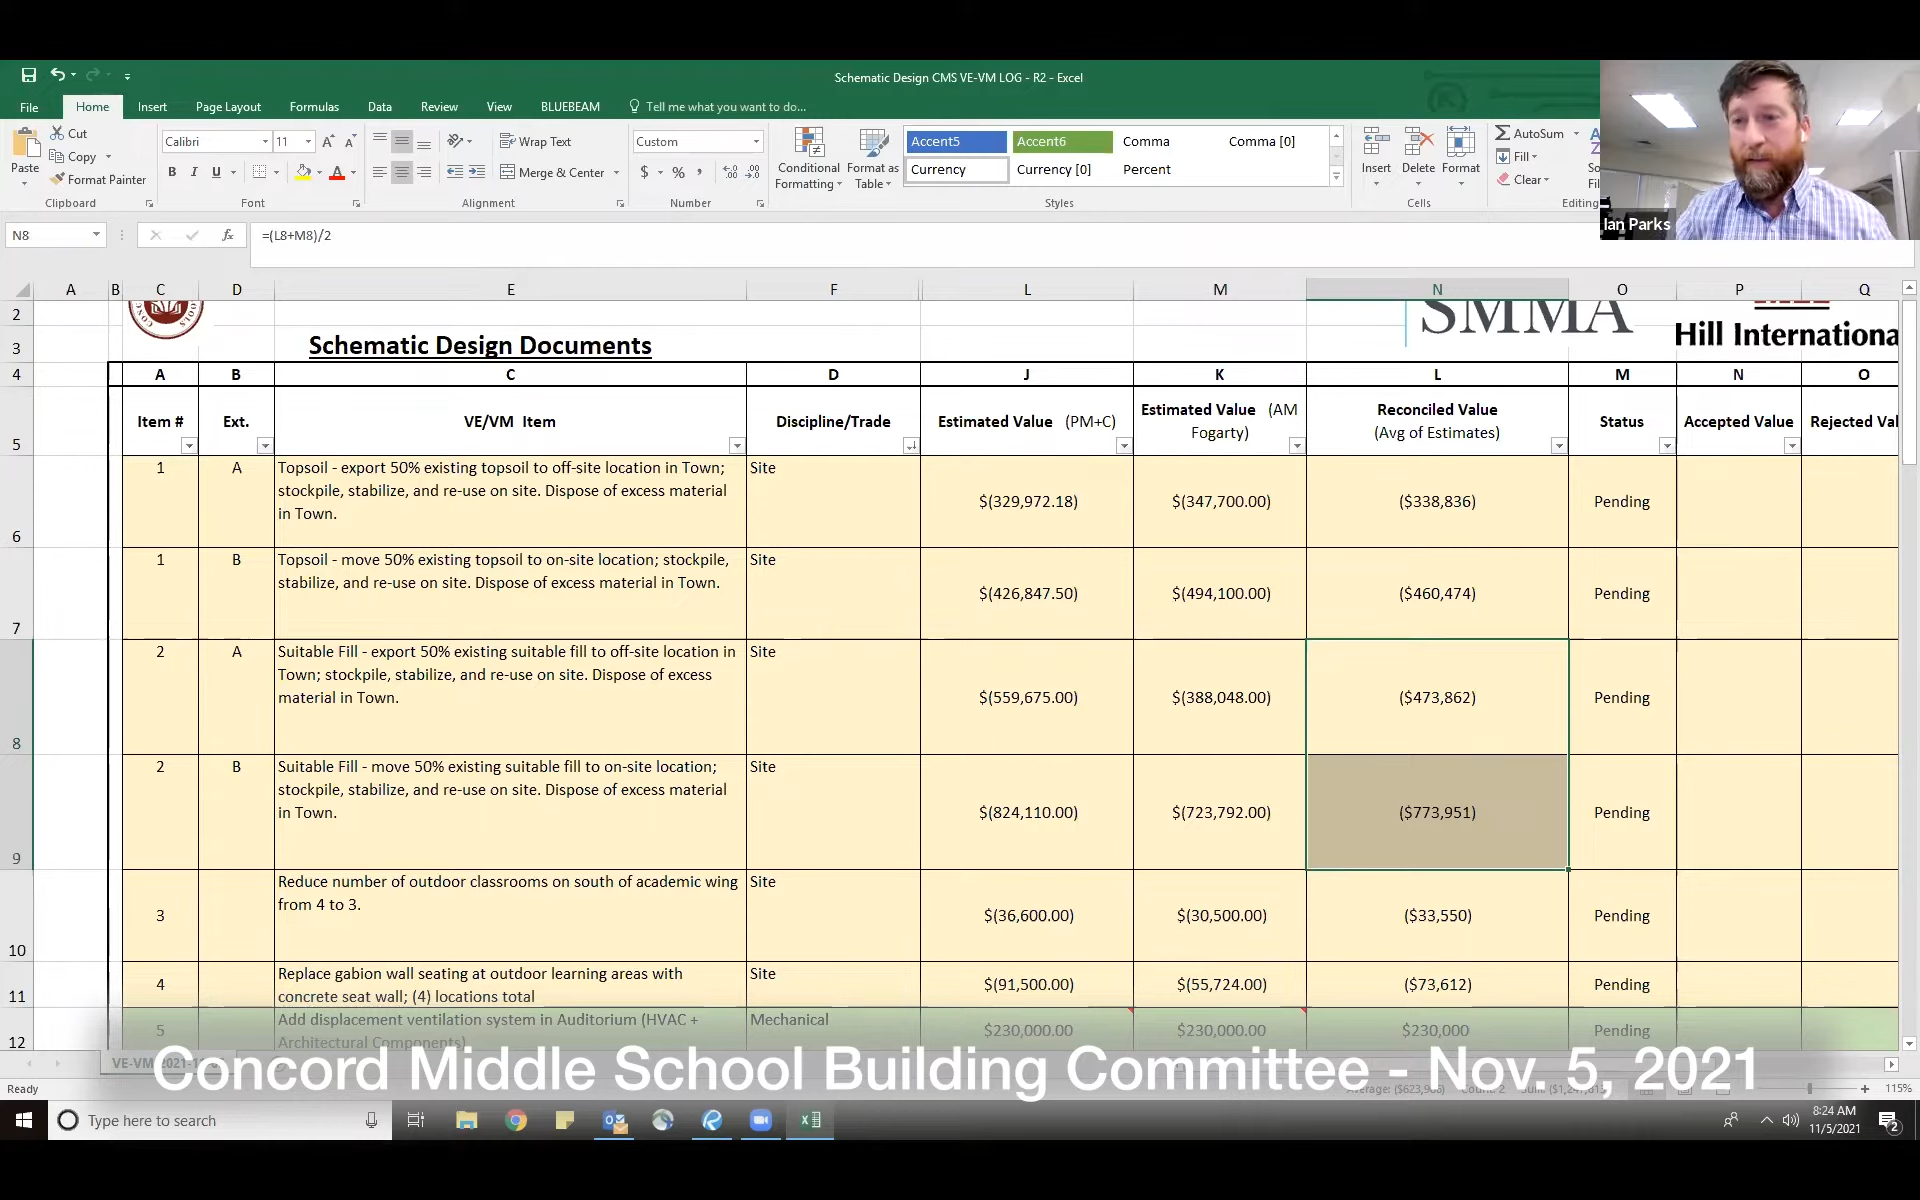 Schematic Design CMS VE-VM LOG - R2 - Excel
File Home Insert Page Layout Formulas Data Review View BLUEBEAM Tell me what you want to do...
Cut
Copy
Format Painter
Paste
Clipboard
Calibri 11
B I U
Font
Wrap Text
Merge & Center
Alignment
Custom
$ % ,
Number
Conditional Formatting
Format as Table
Accent5 Accent6 Comma Comma [0]
Currency Currency [0] Percent
Styles
Insert Delete Format
Cells
AutoSum
Fill
Clear
Editing
Ian Parks
N8 fx =(L8+M8)/2
A B C D E F L M N O P Q
2 SMMA
3 Schematic Design Documents Hill Internationa
4 A B C D J K L M N O
5 Item # Ext. VE/VM Item Discipline/Trade Estimated Value (PM+C) Estimated Value (AM Fogarty) Reconciled Value (Avg of Estimates) Status Accepted Value Rejected Val
6 1 A Topsoil - export 50% existing topsoil to off-site location in Town; stockpile, stabilize, and re-use on site. Dispose of excess material in Town. Site $(329,972.18) $(347,700.00) ($338,836) Pending
7 1 B Topsoil - move 50% existing topsoil to on-site location; stockpile, stabilize, and re-use on site. Dispose of excess material in Town. Site $(426,847.50) $(494,100.00) ($460,474) Pending
8 2 A Suitable Fill - export 50% existing suitable fill to off-site location in Town; stockpile, stabilize, and re-use on site. Dispose of excess material in Town. Site $(559,675.00) $(388,048.00) ($473,862) Pending
9 2 B Suitable Fill - move 50% existing suitable fill to on-site location; stockpile, stabilize, and re-use on site. Dispose of excess material in Town. Site $(824,110.00) $(723,792.00) ($773,951) Pending
10 3 Reduce number of outdoor classrooms on south of academic wing from 4 to 3. Site $(36,600.00) $(30,500.00) ($33,550) Pending
11 4 Replace gabion wall seating at outdoor learning areas with concrete seat wall; (4) locations total Site $(91,500.00) $(55,724.00) ($73,612) Pending
12 5 Add displacement ventilation system in Auditorium (HVAC + Architectural Components) Mechanical $230,000.00 $230,000.00 $230,000 Pending
Concord Middle School Building Committee - Nov. 5, 2021
Ready 115%
Type here to search
8:24 AM
11/5/2021
2